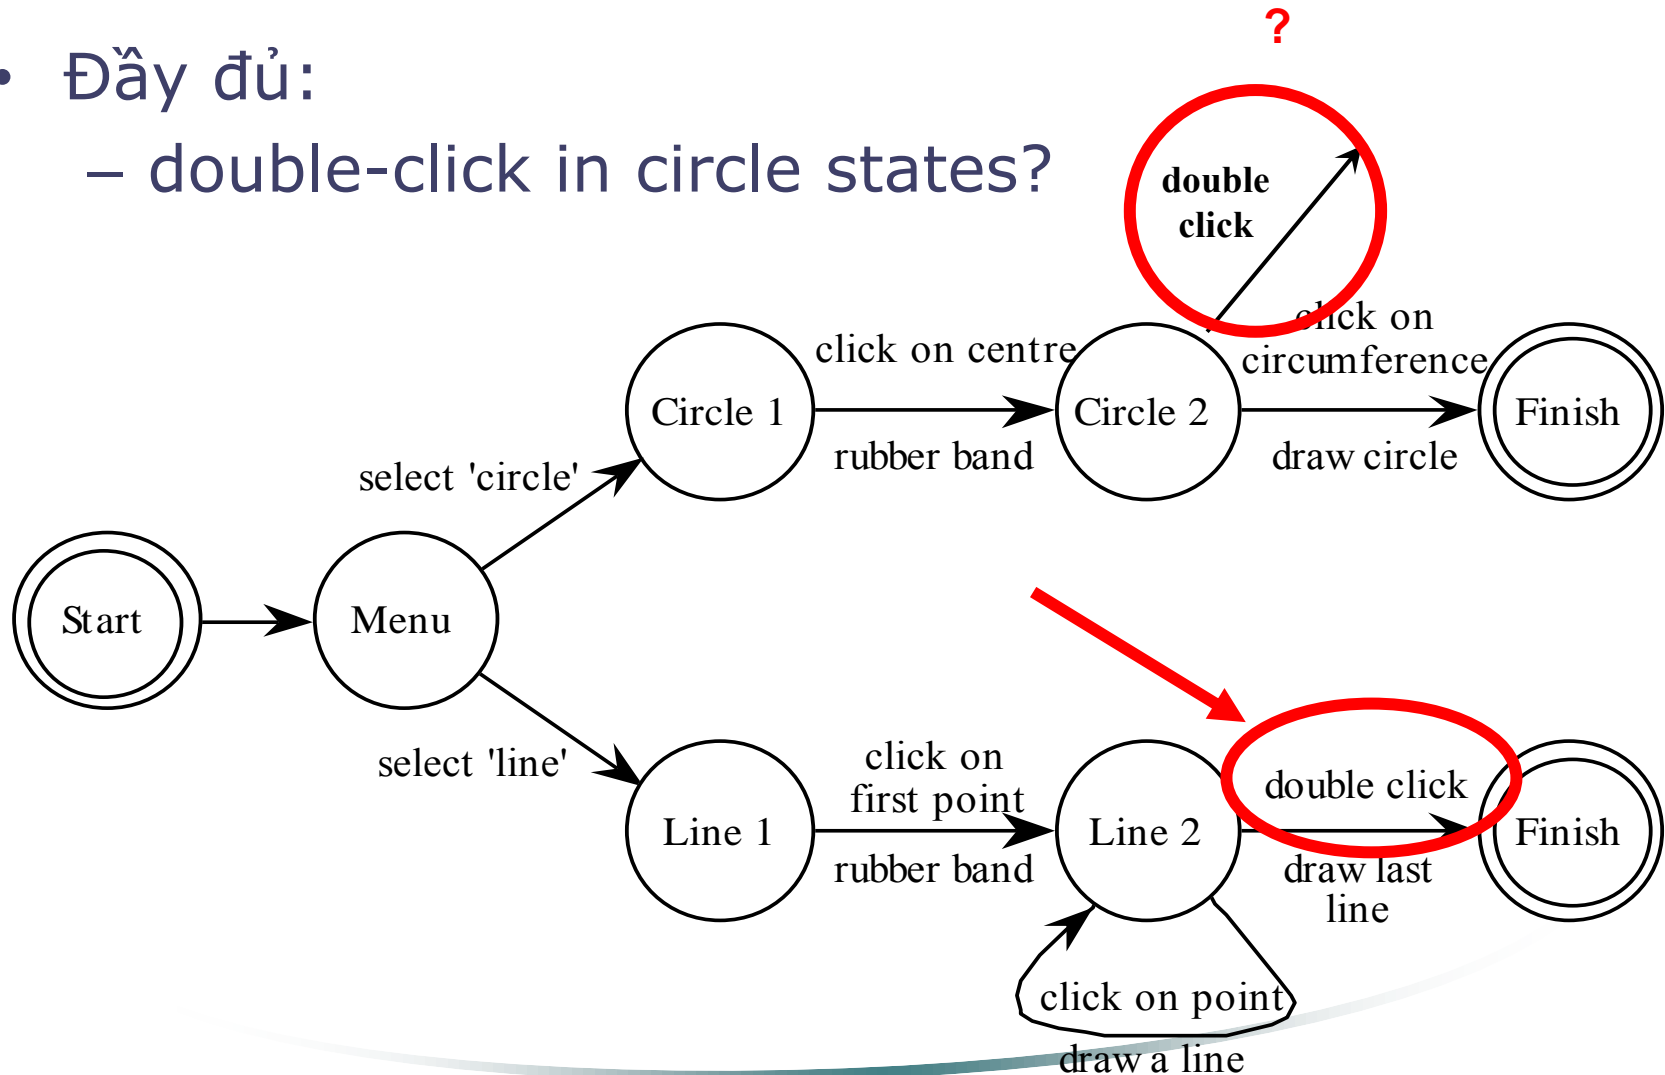 ?
• Đầy đủ:
– double-click in circle states?
double
click
click on
circumference
click on centre
Circle 1
Circle 2
Finish
rubber band
draw circle
select 'circle'
Start
Menu
select 'line'
click on
first point
double click
Line 1
Line 2
Finish
rubber band
draw last
line
click on point
draw a line